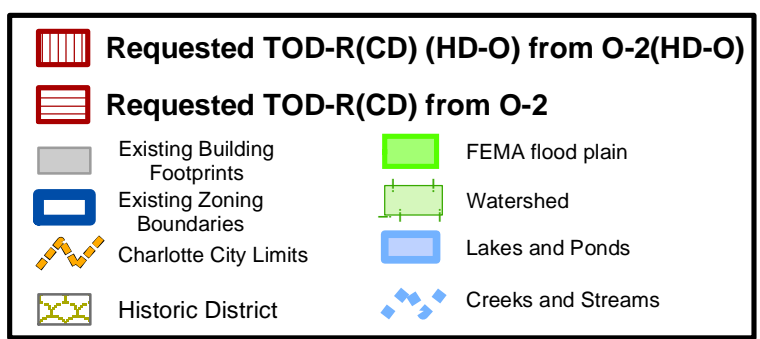 Requested TOD-R(CD) (HD-O) from O-2(HD-O)
Requested TOD-R(CD) from O-2
Existing Building
Footprints
Existing Zoning
Boundaries
Charlotte City Limits
Historic District
FEMA flood plain
Watershed
Lakes and Ponds
Creeks and Streams